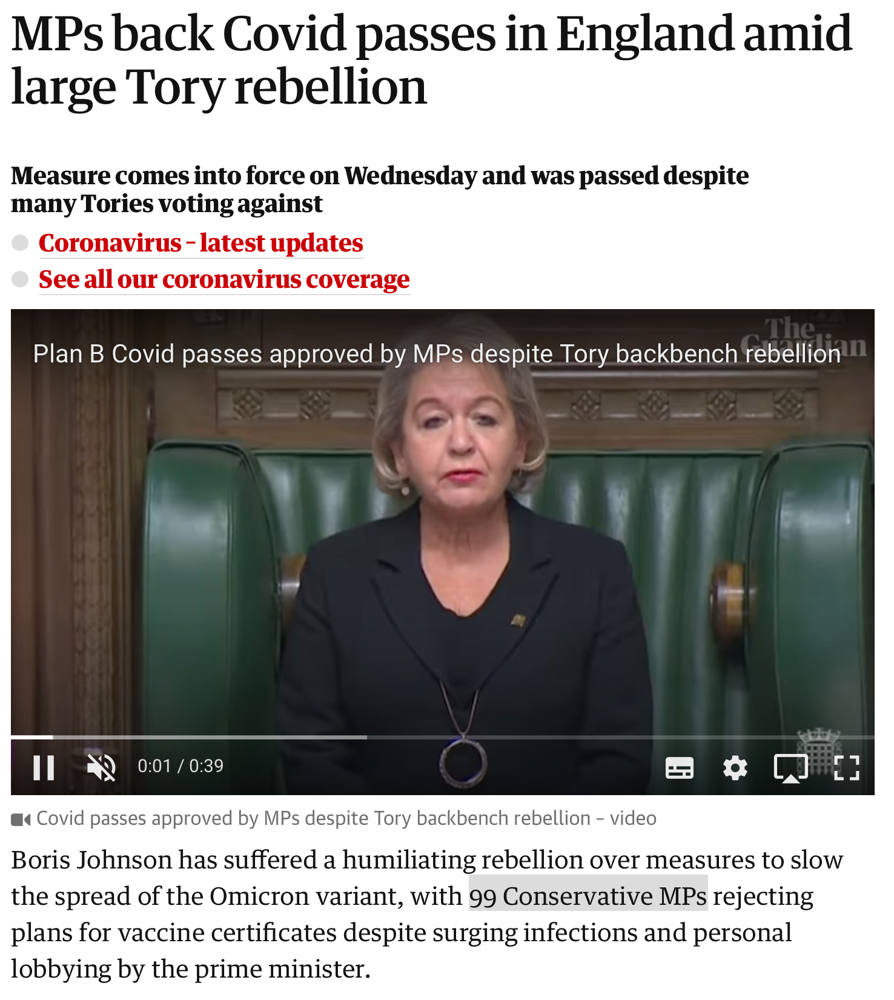 MPs back Covid passes in England amid
large Tory rebellion
Measure comes into force on Wednesday and was passed despite
many Tories voting against
Coronavirus – latest updates
See all our coronavirus coverage
The
Guardian
Plan B Covid passes approved by MPs despite Tory backbench rebellion
0:01 / 0:39
Covid passes approved by MPs despite Tory backbench rebellion – video
Boris Johnson has suffered a humiliating rebellion over measures to slow
the spread of the Omicron variant, with 99 Conservative MPs rejecting
plans for vaccine certificates despite surging infections and personal
lobbying by the prime minister.